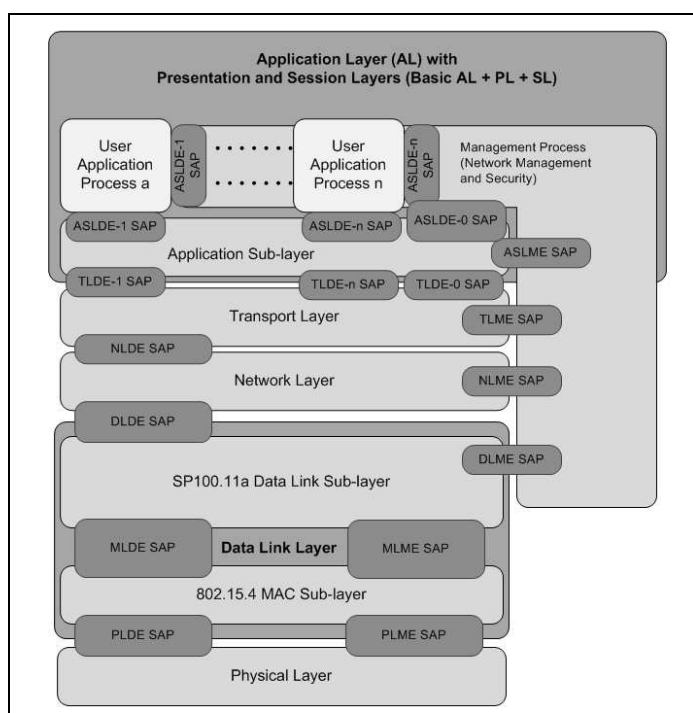 Application Layer (AL) with
Presentation and Session Layers (Basic AL + PL + SL)
User
Application
Process a
ASLDE-1
SAP
. . . . . . .
. . . . . . .
User
Application
Process n
ASLDE-n
SAP
Management Process
(Network Management
and Security)
ASLDE-1 SAP
ASLDE-n SAP
ASLDE-0 SAP
Application Sub-layer
ASLME SAP
TLDE-1 SAP
TLDE-n SAP
TLDE-0 SAP
Transport Layer
TLME SAP
NLDE SAP
Network Layer
NLME SAP
DLDE SAP
DLME SAP
SP100.11a Data Link Sub-layer
MLDE SAP
Data Link Layer
MLME SAP
802.15.4 MAC Sub-layer
PLDE SAP
PLME SAP
Physical Layer